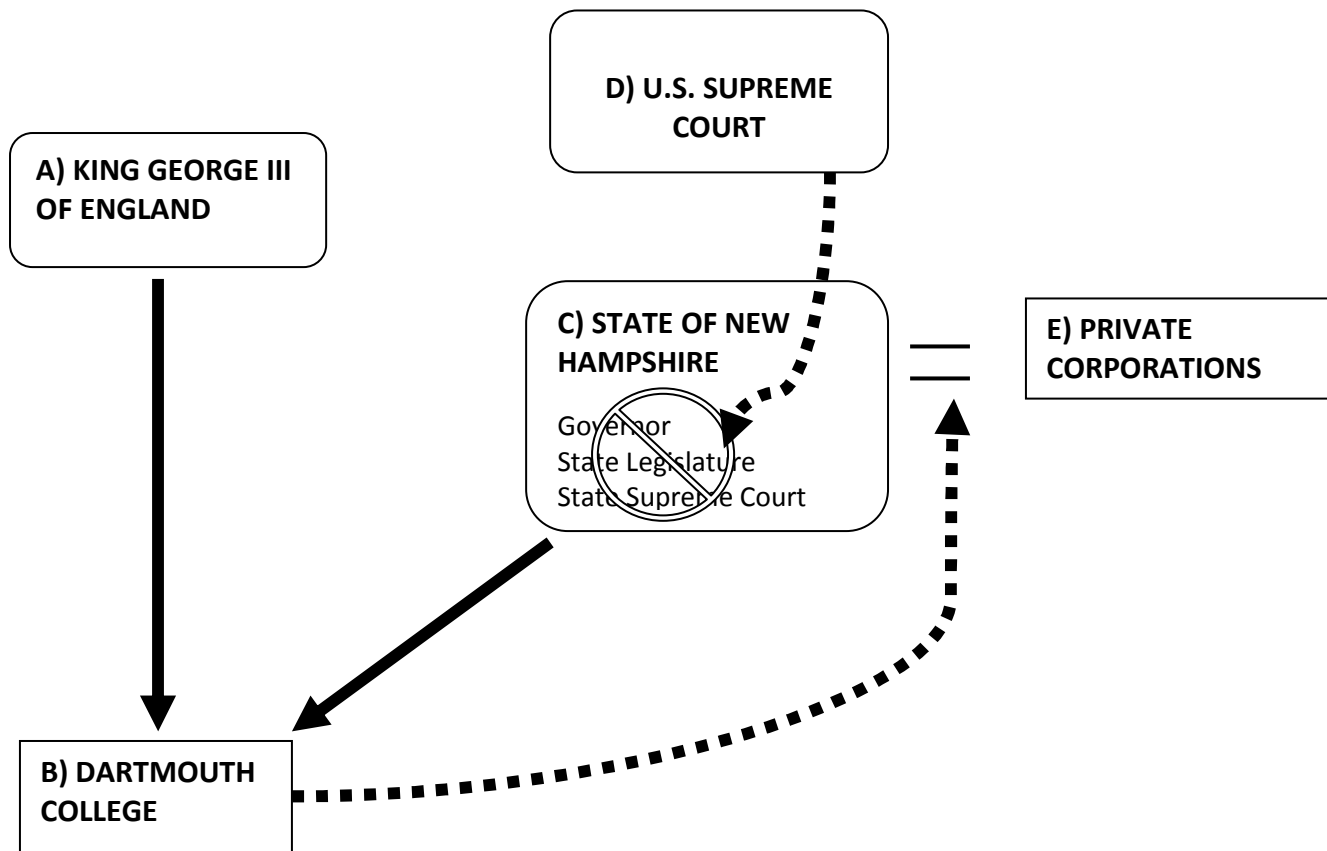 D) U.S. SUPREME
COURT
A) KING GEORGE III
OF ENGLAND
C) STATE OF NEW
HAMPSHIRE
Governor
State Legislature
State Supreme Court
E) PRIVATE
CORPORATIONS
B) DARTMOUTH
COLLEGE